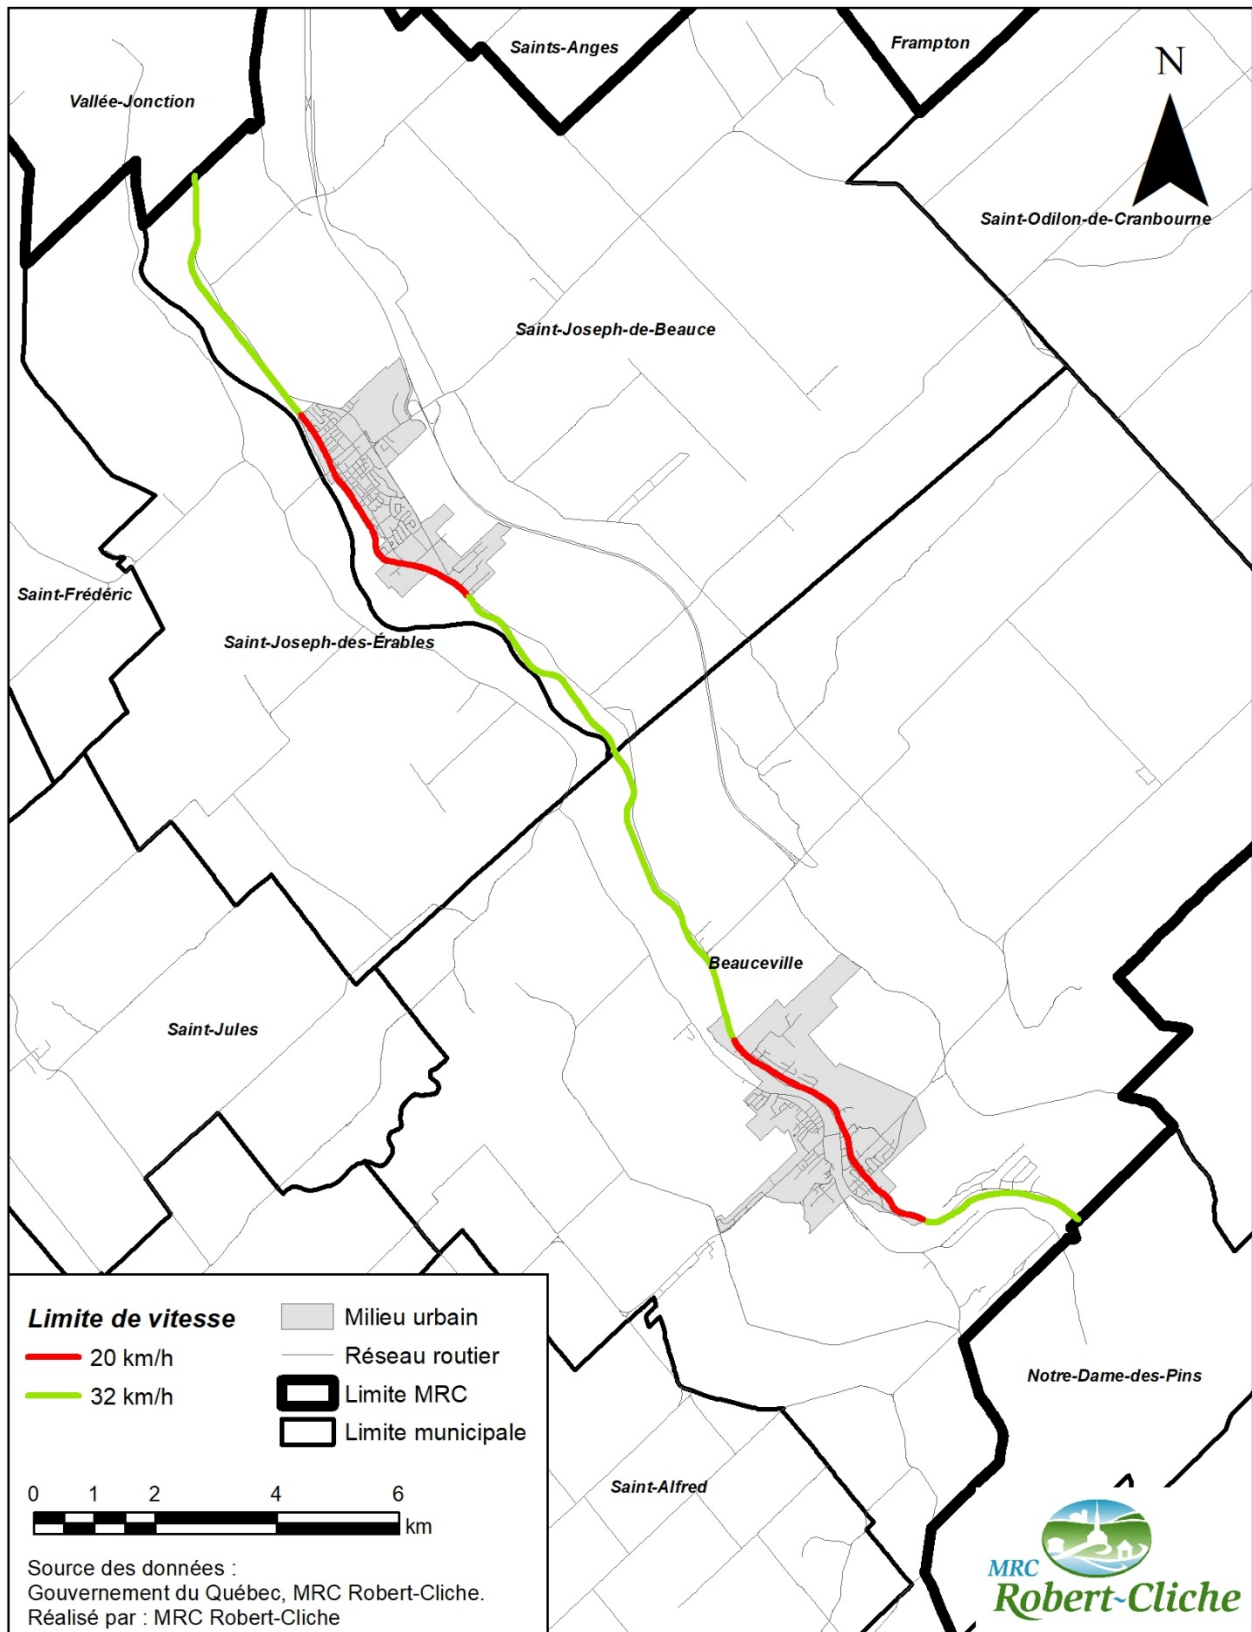 Saints-Anges
Frampton
N
Vallée-Jonction
Saint-Odilon-de-Cranbourne
Saint-Joseph-de-Beauce
Saint-Frédéric
Saint-Joseph-des-Érables
Beauceville
Saint-Jules
Notre-Dame-des-Pins
Saint-Alfred
Limite de vitesse
20 km/h
32 km/h
Milieu urbain
Réseau routier
Limite MRC
Limite municipale
0 1 2 4 6
km
Source des données :
Gouvernement du Québec, MRC Robert-Cliche.
Réalisé par : MRC Robert-Cliche
MRC
Robert~Cliche